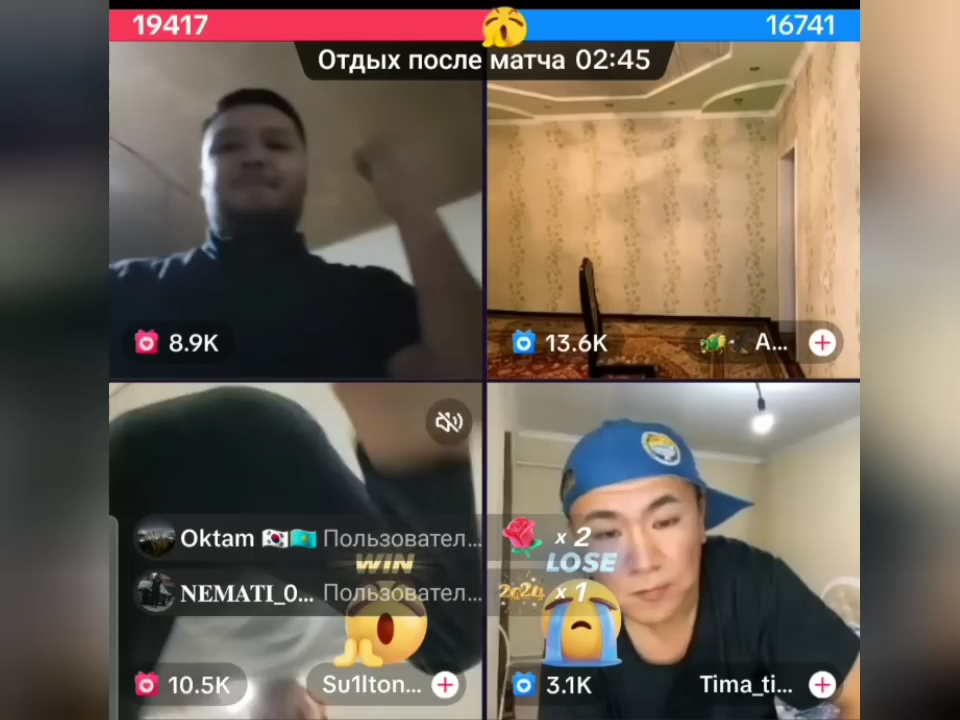 19417
16741
Отдых после матча 02:45
8.9K
13.6K
A...
Oktam
Пользовател...
x 2
WIN
LOSE
NEMATI_0...
Пользовател...
2024
x 1
10.5K
Su1lton...
3.1K
Tima_ti...